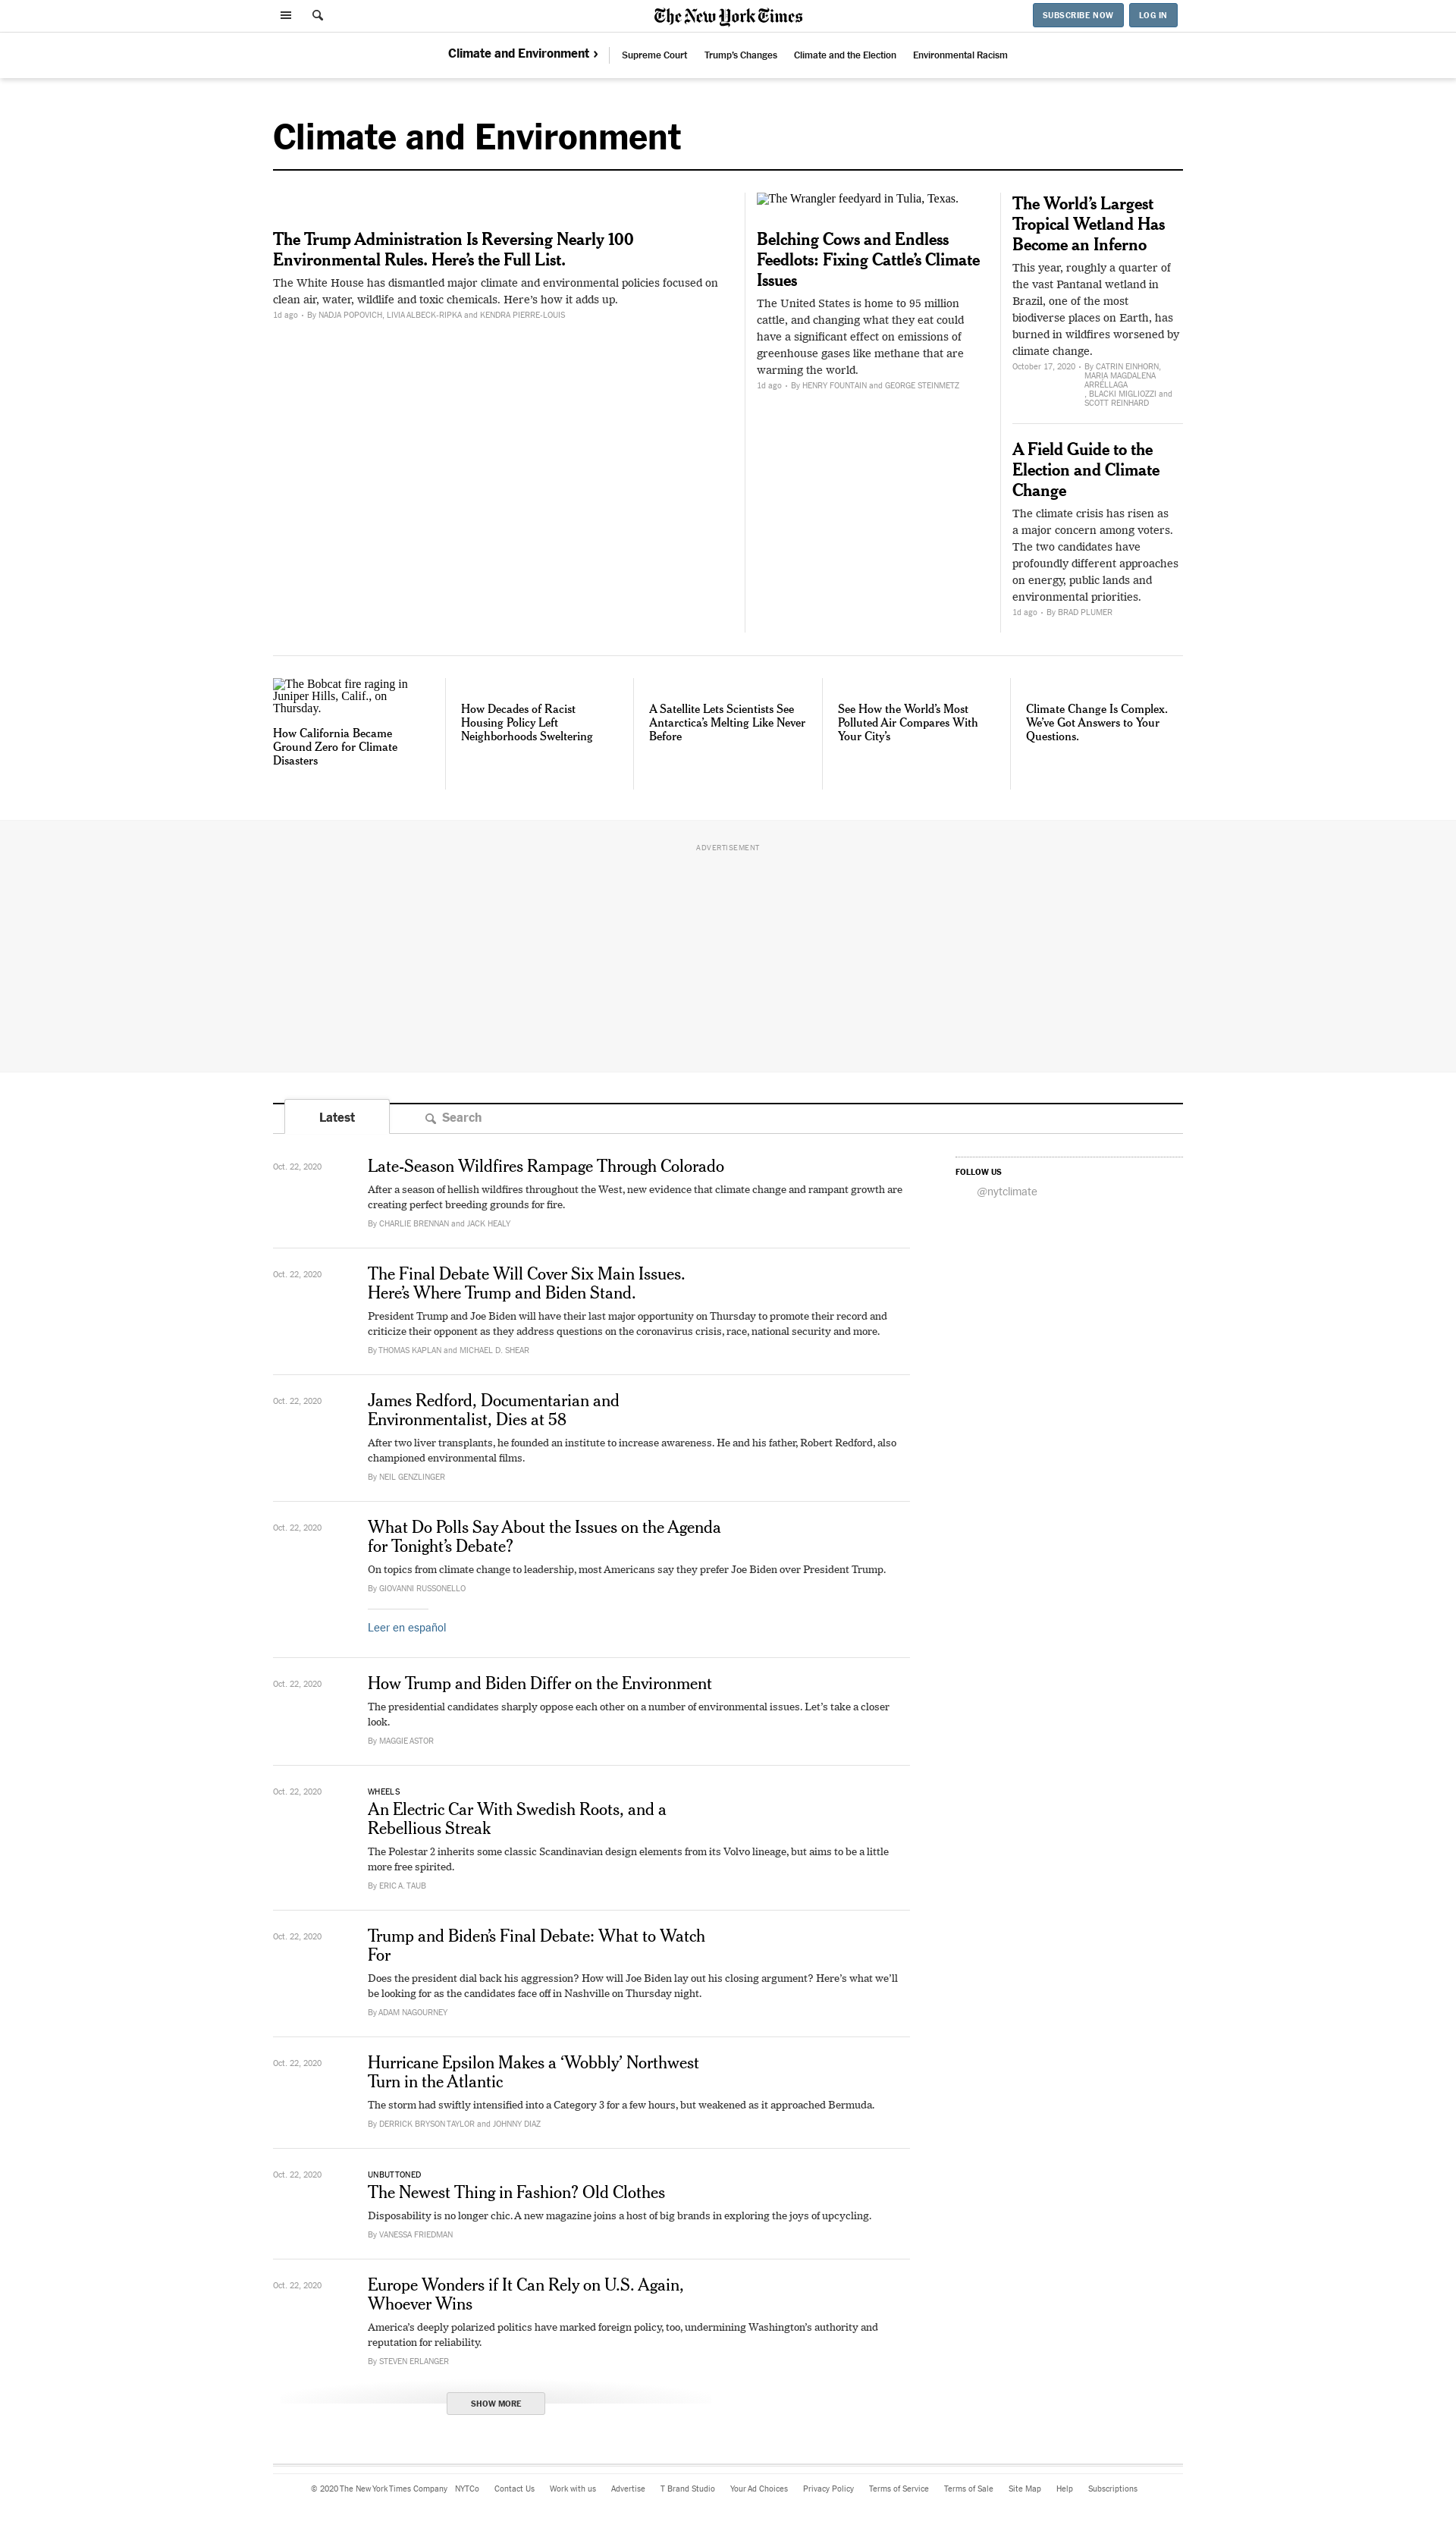 The New York Times
SUBSCRIBE NOW
LOG IN
Climate and Environment ›
Supreme Court
Trump's Changes
Climate and the Election
Environmental Racism
Climate and Environment
The Trump Administration Is Reversing Nearly 100
Environmental Rules. Here's the Full List.
The White House has dismantled major climate and environmental policies focused on
clean air, water, wildlife and toxic chemicals. Here's how it adds up.
1d ago • By NADJA POPOVICH, LIVIA ALBECK-RIPKA and KENDRA PIERRE-LOUIS
The Wrangler feedyard in Tulia, Texas.
Belching Cows and Endless
Feedlots: Fixing Cattle's Climate
Issues
The United States is home to 95 million
cattle, and changing what they eat could
have a significant effect on emissions of
greenhouse gases like methane that are
warming the world.
1d ago • By HENRY FOUNTAIN and GEORGE STEINMETZ
The World's Largest
Tropical Wetland Has
Become an Inferno
This year, roughly a quarter of
the vast Pantanal wetland in
Brazil, one of the most
biodiverse places on Earth, has
burned in wildfires worsened by
climate change.
October 17, 2020 • By CATRIN EINHORN,
MARIA MAGDALENA
ARRÉLLAGA
, BLACKI MIGLIOZZI and
SCOTT REINHARD
A Field Guide to the
Election and Climate
Change
The climate crisis has risen as
a major concern among voters.
The two candidates have
profoundly different approaches
on energy, public lands and
environmental priorities.
1d ago • By BRAD PLUMER
The Bobcat fire raging in
Juniper Hills, Calif., on
Thursday.
How California Became
Ground Zero for Climate
Disasters
How Decades of Racist
Housing Policy Left
Neighborhoods Sweltering
A Satellite Lets Scientists See
Antarctica's Melting Like Never
Before
See How the World's Most
Polluted Air Compares With
Your City's
Climate Change Is Complex.
We've Got Answers to Your
Questions.
ADVERTISEMENT
Latest
Search
Oct. 22, 2020
Late-Season Wildfires Rampage Through Colorado
After a season of hellish wildfires throughout the West, new evidence that climate change and rampant growth are
creating perfect breeding grounds for fire.
By CHARLIE BRENNAN and JACK HEALY
FOLLOW US
@nytclimate
Oct. 22, 2020
The Final Debate Will Cover Six Main Issues.
Here's Where Trump and Biden Stand.
President Trump and Joe Biden will have their last major opportunity on Thursday to promote their record and
criticize their opponent as they address questions on the coronavirus crisis, race, national security and more.
By THOMAS KAPLAN and MICHAEL D. SHEAR
Oct. 22, 2020
James Redford, Documentarian and
Environmentalist, Dies at 58
After two liver transplants, he founded an institute to increase awareness. He and his father, Robert Redford, also
championed environmental films.
By NEIL GENZLINGER
Oct. 22, 2020
What Do Polls Say About the Issues on the Agenda
for Tonight's Debate?
On topics from climate change to leadership, most Americans say they prefer Joe Biden over President Trump.
By GIOVANNI RUSSONELLO
Leer en español
Oct. 22, 2020
How Trump and Biden Differ on the Environment
The presidential candidates sharply oppose each other on a number of environmental issues. Let's take a closer
look.
By MAGGIE ASTOR
Oct. 22, 2020
WHEELS
An Electric Car With Swedish Roots, and a
Rebellious Streak
The Polestar 2 inherits some classic Scandinavian design elements from its Volvo lineage, but aims to be a little
more free spirited.
By ERIC A. TAUB
Oct. 22, 2020
Trump and Biden's Final Debate: What to Watch
For
Does the president dial back his aggression? How will Joe Biden lay out his closing argument? Here's what we'll
be looking for as the candidates face off in Nashville on Thursday night.
By ADAM NAGOURNEY
Oct. 22, 2020
Hurricane Epsilon Makes a 'Wobbly' Northwest
Turn in the Atlantic
The storm had swiftly intensified into a Category 3 for a few hours, but weakened as it approached Bermuda.
By DERRICK BRYSON TAYLOR and JOHNNY DIAZ
Oct. 22, 2020
UNBUTTONED
The Newest Thing in Fashion? Old Clothes
Disposability is no longer chic. A new magazine joins a host of big brands in exploring the joys of upcycling.
By VANESSA FRIEDMAN
Oct. 22, 2020
Europe Wonders if It Can Rely on U.S. Again,
Whoever Wins
America's deeply polarized politics have marked foreign policy, too, undermining Washington's authority and
reputation for reliability.
By STEVEN ERLANGER
SHOW MORE
© 2020 The New York Times Company NYTCo Contact Us Work with us Advertise T Brand Studio Your Ad Choices Privacy Policy Terms of Service Terms of Sale Site Map Help Subscriptions